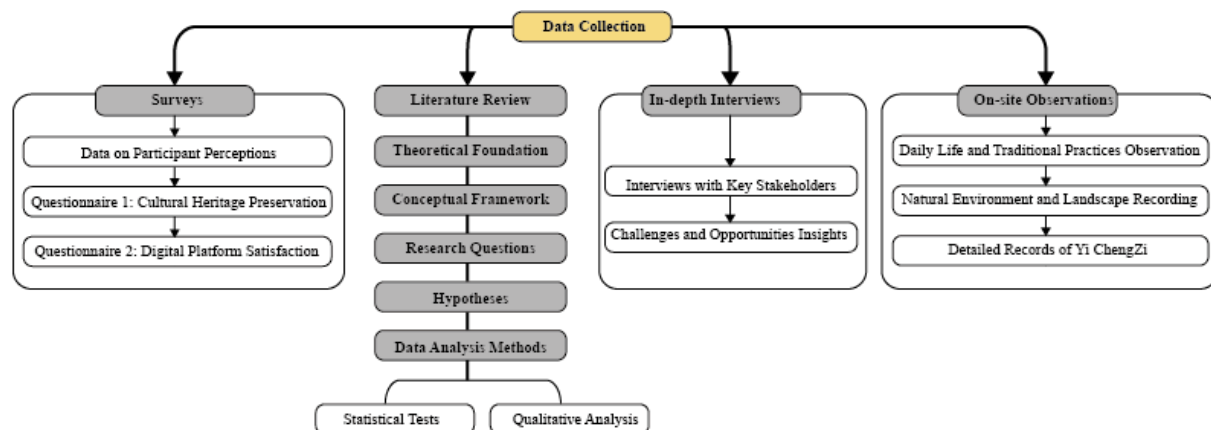 Data Collection
Surveys
Data on Participant Perceptions
Questionnaire 1: Cultural Heritage Preservation
Questionnaire 2: Digital Platform Satisfaction
Literature Review
Theoretical Foundation
Conceptual Framework
Research Questions
Hypotheses
Data Analysis Methods
Statistical Tests
Qualitative Analysis
In-depth Interviews
Interviews with Key Stakeholders
Challenges and Opportunities Insights
On-site Observations
Daily Life and Traditional Practices Observation
Natural Environment and Landscape Recording
Detailed Records of Yi ChengZi